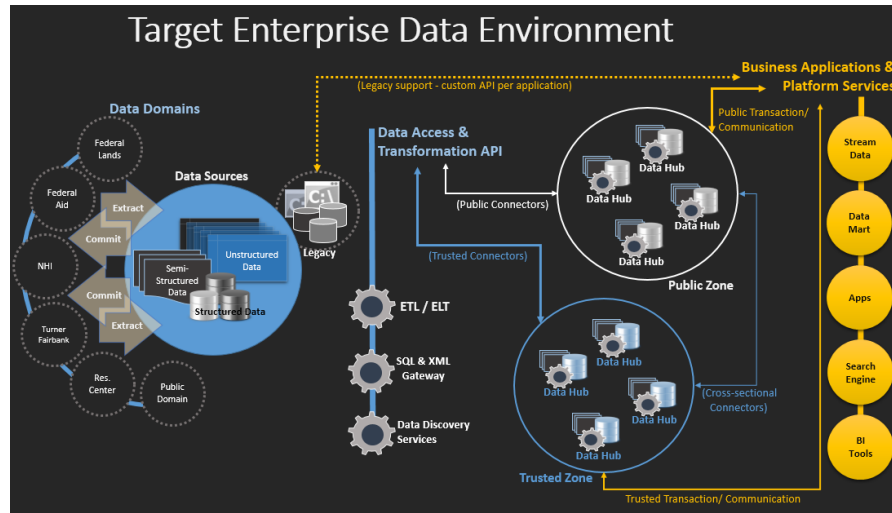 Target Enterprise Data Environment
Business Applications &
Platform Services
(Legacy support - custom API per application)
Data Domains
Federal
Lands
Federal
Aid
NHI
Turner
Fairbank
Res.
Center
Public
Domain
Extract
Commit
Commit
Extract
Data Sources
Unstructured
Data
Semi-
Structured
Data
Structured Data
C:\
Legacy
Data Access &
Transformation API
(Public Connectors)
(Trusted Connectors)
ETL / ELT
SQL & XML
Gateway
Data Discovery
Services
Data Hub
Data Hub
Data Hub
Data Hub
Public Zone
Data Hub
Data Hub
Data Hub
Data Hub
Trusted Zone
Public Transaction/
Communication
(Cross-sectional
Connectors)
Trusted Transaction/ Communication
Stream
Data
Data
Mart
Apps
Search
Engine
BI
Tools